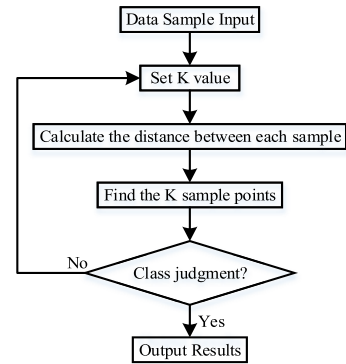 Data Sample Input
Set K value
Calculate the distance between each sample
Find the K sample points
Class judgment?
No
Yes
Output Results